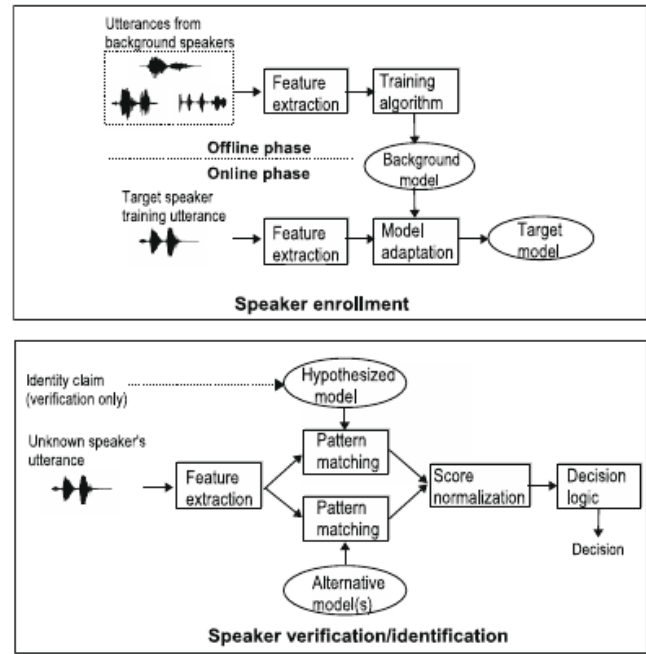 Utterances from
background speakers
Feature
extraction
Training
algorithm
Offline phase
Online phase
Background
model
Target speaker
training utterance
Feature
extraction
Model
adaptation
Target
model
Speaker enrollment
Identity claim
(verification only)
Hypothesized
model
Unknown speaker's
utterance
Feature
extraction
Pattern
matching
Pattern
matching
Score
normalization
Decision
logic
Decision
Alternative
model(s)
Speaker verification/identification